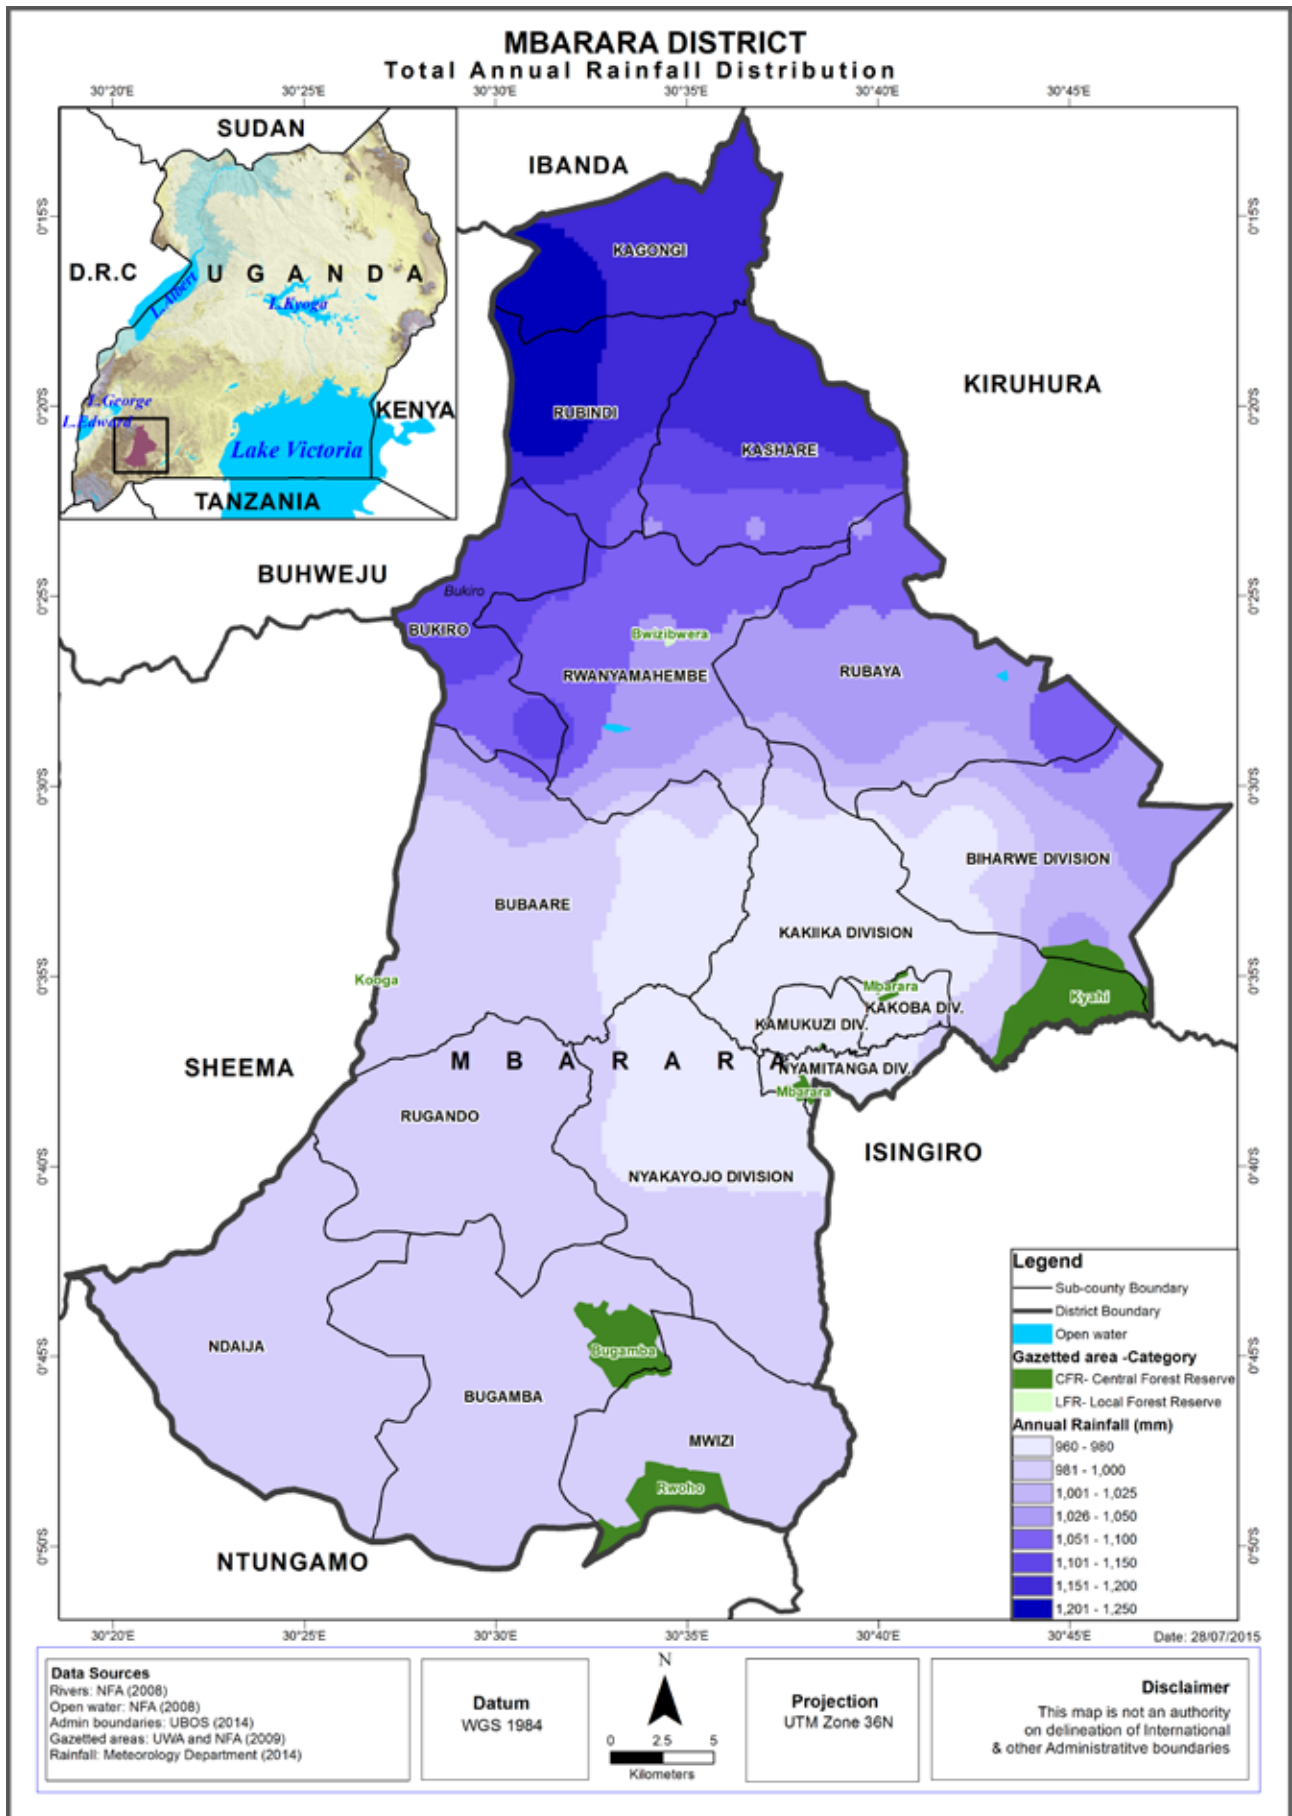 MBARARA DISTRICT
Total Annual Rainfall Distribution
30°20'E
30°25'E
30°30'E
30°35'E
30°40'E
30°45'E
SUDAN
D.R.C
U G A N D A
L.Albert
L.Kyoga
L.George
L.Edward
KENYA
Lake Victoria
TANZANIA
IBANDA
0°15'S
0°15'S
KAGONGI
KIRUHURA
0°20'S
0°20'S
RUBINDI
KASHARE
BUHWEJU
Bukiro
0°25'S
0°25'S
BUKIRO
Bwizibwera
RWANYAMAHEMBE
RUBAYA
0°30'S
0°30'S
BIHARWE DIVISION
BUBAARE
KAKIIKA DIVISION
0°35'S
0°35'S
Kooga
Mbarara
Kyahi
KAKOBA DIV.
KAMUKUZI DIV.
SHEEMA
M B A R A R A
NYAMITANGA DIV.
Mbarara
RUGANDO
ISINGIRO
0°40'S
0°40'S
NYAKAYOJO DIVISION
NDAIJA
0°45'S
0°45'S
Bugamba
BUGAMBA
MWIZI
Rwoho
0°50'S
0°50'S
NTUNGAMO
Legend
Sub-county Boundary
District Boundary
Open water
Gazetted area -Category
CFR- Central Forest Reserve
LFR- Local Forest Reserve
Annual Rainfall (mm)
960 - 980
981 - 1,000
1,001 - 1,025
1,026 - 1,050
1,051 - 1,100
1,101 - 1,150
1,151 - 1,200
1,201 - 1,250
30°20'E
30°25'E
30°30'E
30°35'E
30°40'E
30°45'E
Date: 28/07/2015
Data Sources
Rivers: NFA (2008)
Open water: NFA (2008)
Admin boundaries: UBOS (2014)
Gazetted areas: UWA and NFA (2009)
Rainfall: Meteorology Department (2014)
Datum
WGS 1984
N
0 2.5 5
Kilometers
Projection
UTM Zone 36N
Disclaimer
This map is not an authority
on delineation of International
& other Administratitve boundaries